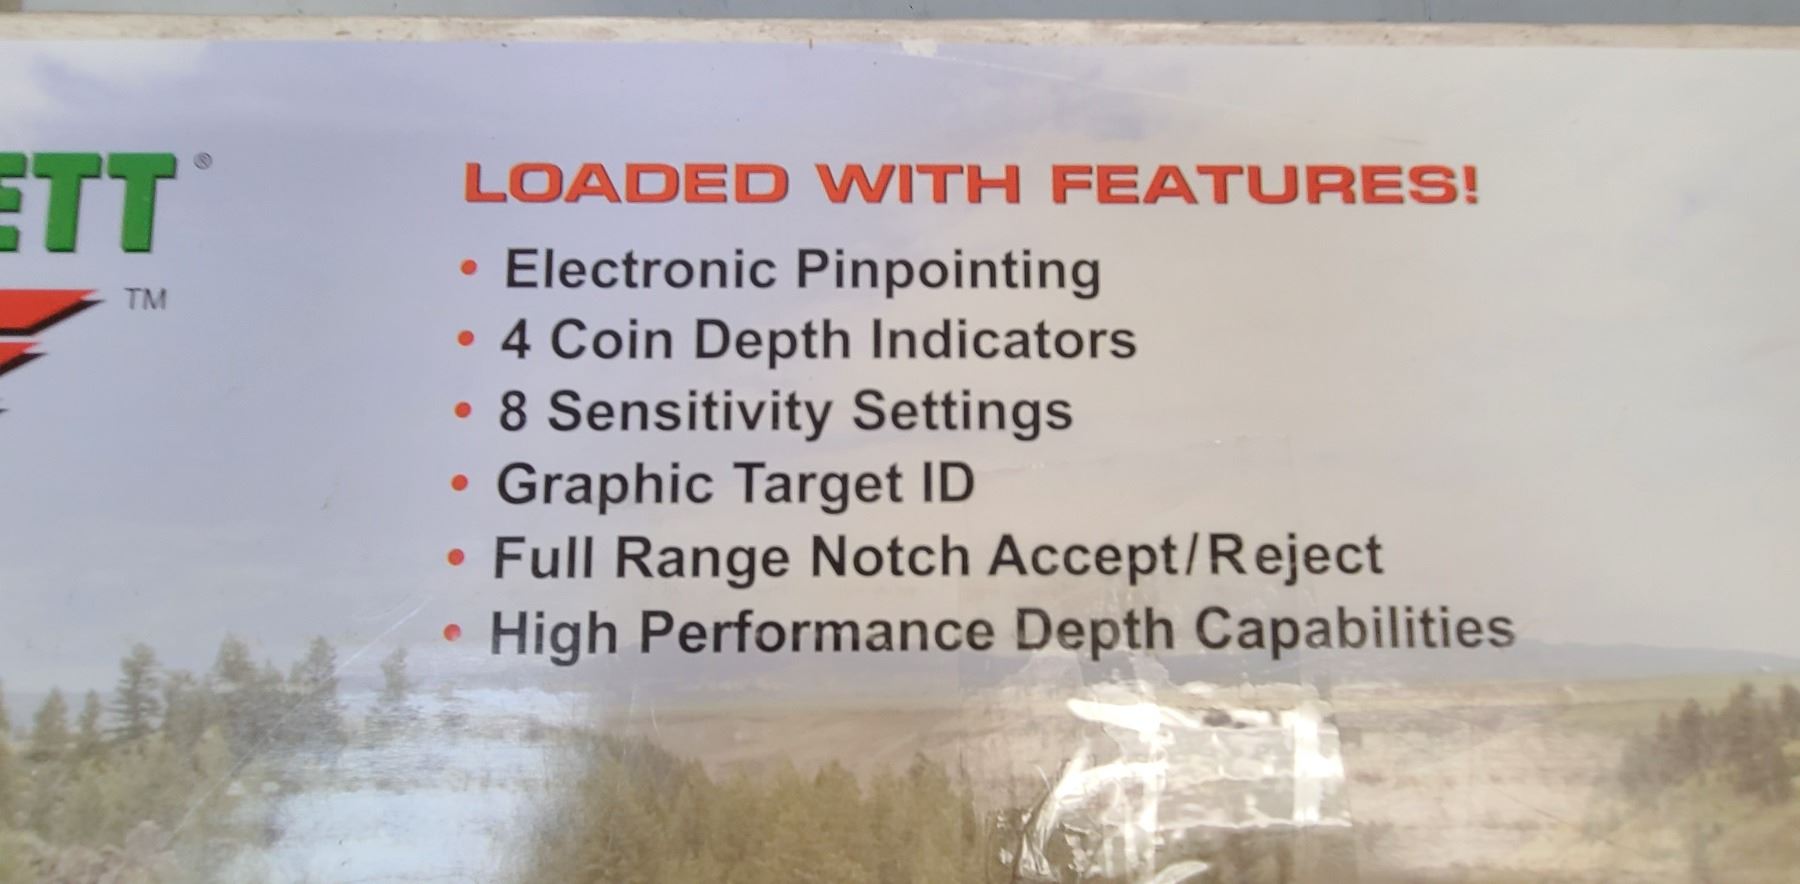 ETT®
TM
LOADED WITH FEATURES!
• Electronic Pinpointing
• 4 Coin Depth Indicators
• 8 Sensitivity Settings
• Graphic Target ID
• Full Range Notch Accept/Reject
• High Performance Depth Capabilities